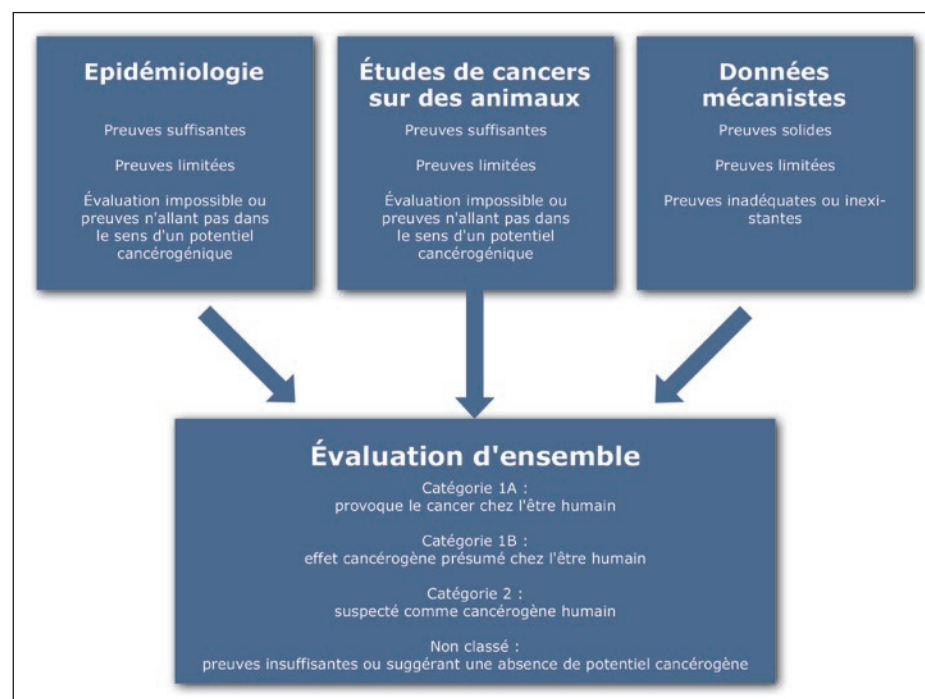 Epidémiologie
Preuves suffisantes
Preuves limitées
Évaluation impossible ou
preuves n'allant pas dans
le sens d'un potentiel
cancérogénique
Études de cancers
sur des animaux
Preuves suffisantes
Preuves limitées
Évaluation impossible ou
preuves n'allant pas dans
le sens d'un potentiel
cancérogénique
Données
mécanistes
Preuves solides
Preuves limitées
Preuves inadéquates ou inexi-
stantes
Évaluation d'ensemble
Catégorie 1A :
provoque le cancer chez l'être humain
Catégorie 1B :
effet cancérogène présumé chez l'être humain
Catégorie 2 :
suspecté comme cancérogène humain
Non classé :
preuves insuffisantes ou suggérant une absence de potentiel cancérogène